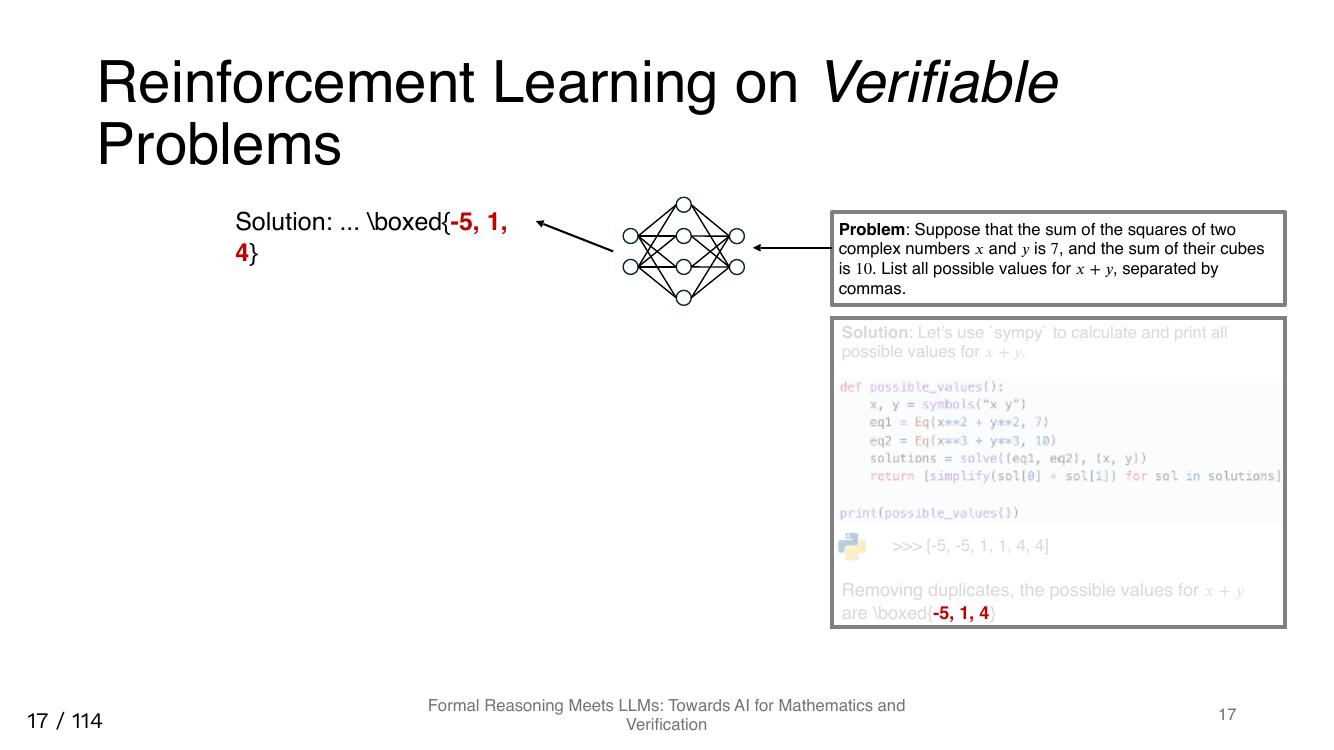 Reinforcement Learning on Verifiable
Problems
Solution: ... \boxed{-5, 1,
4}
Problem: Suppose that the sum of the squares of two
complex numbers x and y is 7, and the sum of their cubes
is 10. List all possible values for x + y, separated by
commas.
Solution: Let's use `sympy` to calculate and print all
possible values for x + y.
def possible_values():
    x, y = symbols("x y")
    eq1 = Eq(x**2 + y**2, 7)
    eq2 = Eq(x**3 + y**3, 10)
    solutions = solve((eq1, eq2), (x, y))
    return [simplify(sol[0] + sol[1]) for sol in solutions]
print(possible_values())
>>> [-5, -5, 1, 1, 4, 4]
Removing duplicates, the possible values for x + y
are \boxed{-5, 1, 4}
17 / 114
Formal Reasoning Meets LLMs: Towards AI for Mathematics and
Verification
17